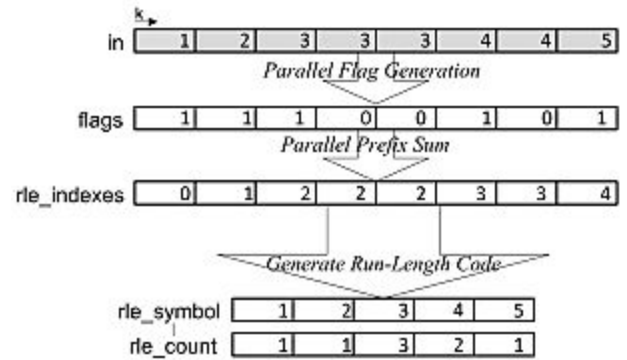 k
in 1 2 3 3 3 4 4 5
Parallel Flag Generation
flags 1 1 1 0 0 1 0 1
Parallel Prefix Sum
rle_indexes 0 1 2 2 2 3 3 4
Generate Run-Length Code
rle_symbol 1 2 3 4 5
rle_count 1 1 3 2 1